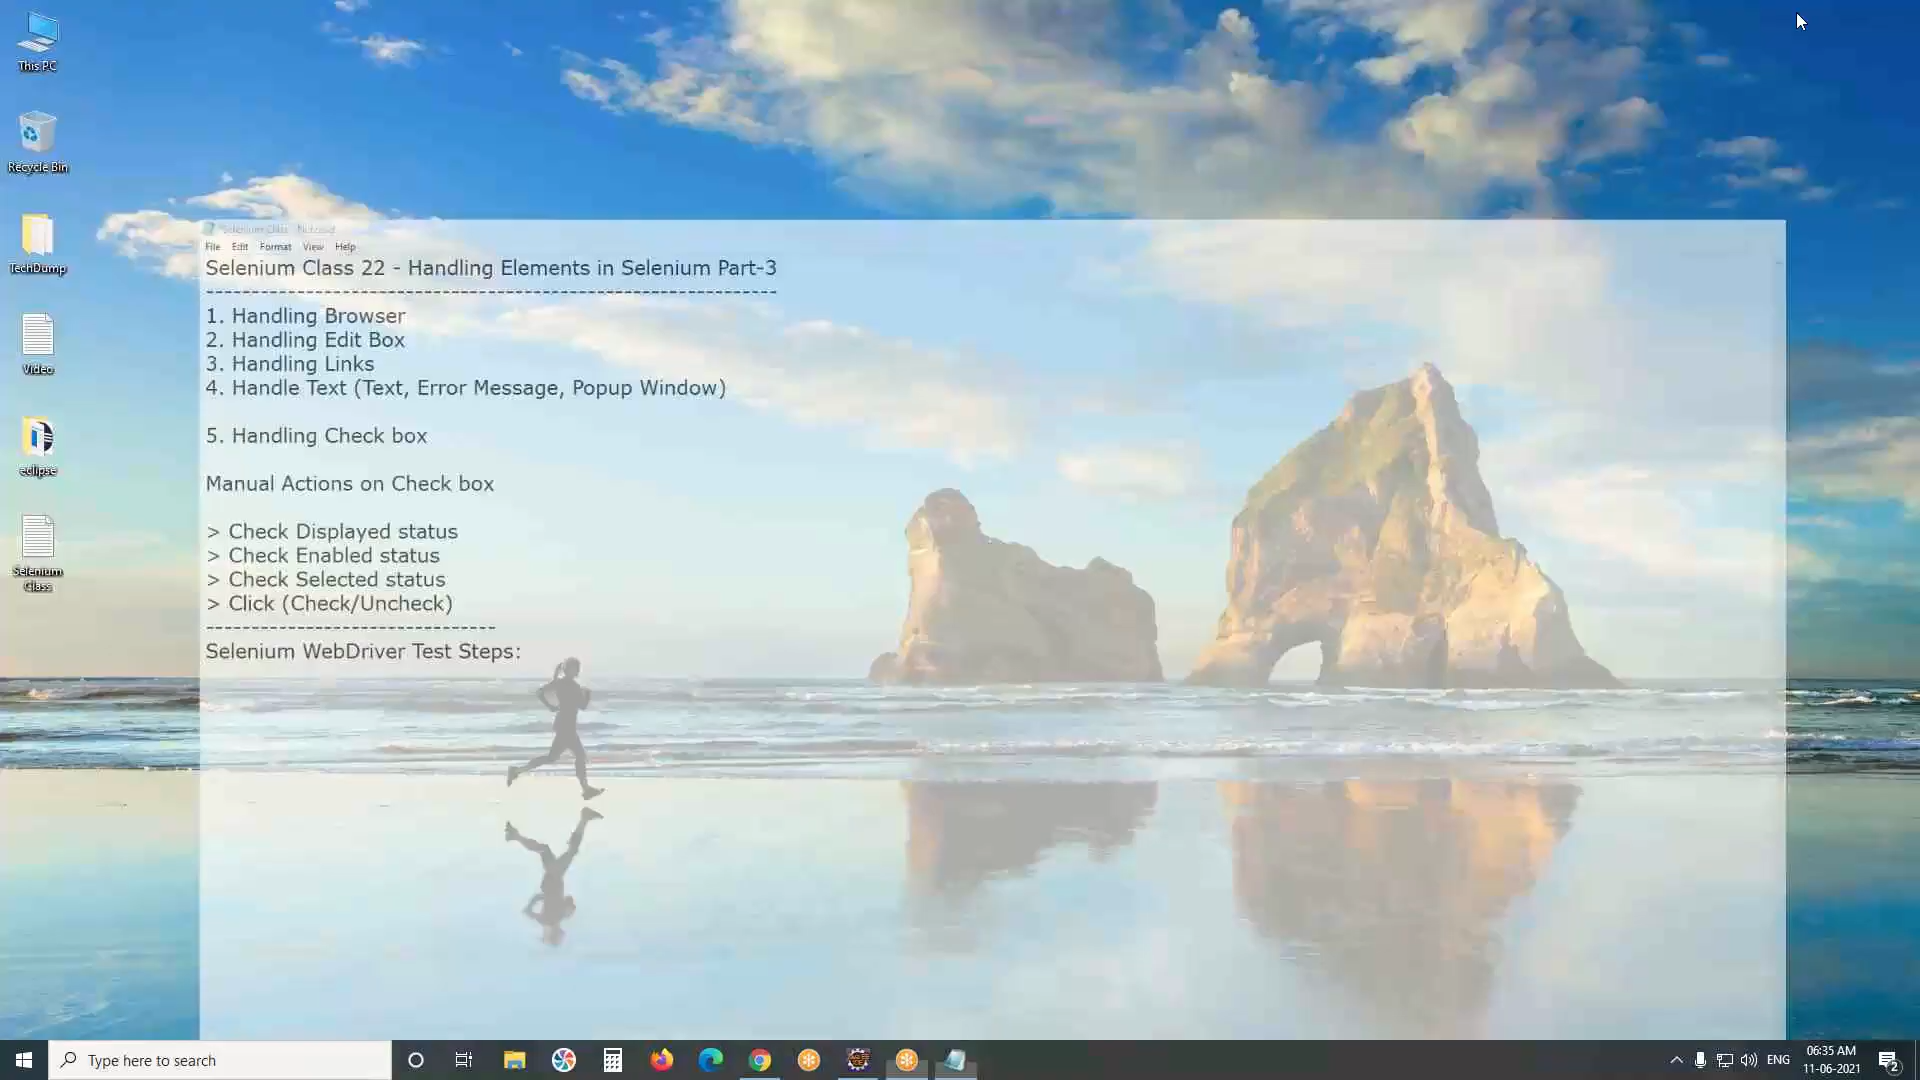 This PC
Recycle Bin
TechDump
Video
eclipse
Selenium
Class
*Selenium Class - Notepad
File Edit Format View Help
Selenium Class 22 - Handling Elements in Selenium Part-3
--------------------------------------------------------------
1. Handling Browser
2. Handling Edit Box
3. Handling Links
4. Handle Text (Text, Error Message, Popup Window)
5. Handling Check box
Manual Actions on Check box
> Check Displayed status
> Check Enabled status
> Check Selected status
> Click (Check/Uncheck)
-------------------------------
Selenium WebDriver Test Steps:
Type here to search
ENG
06:35 AM
11-06-2021
2